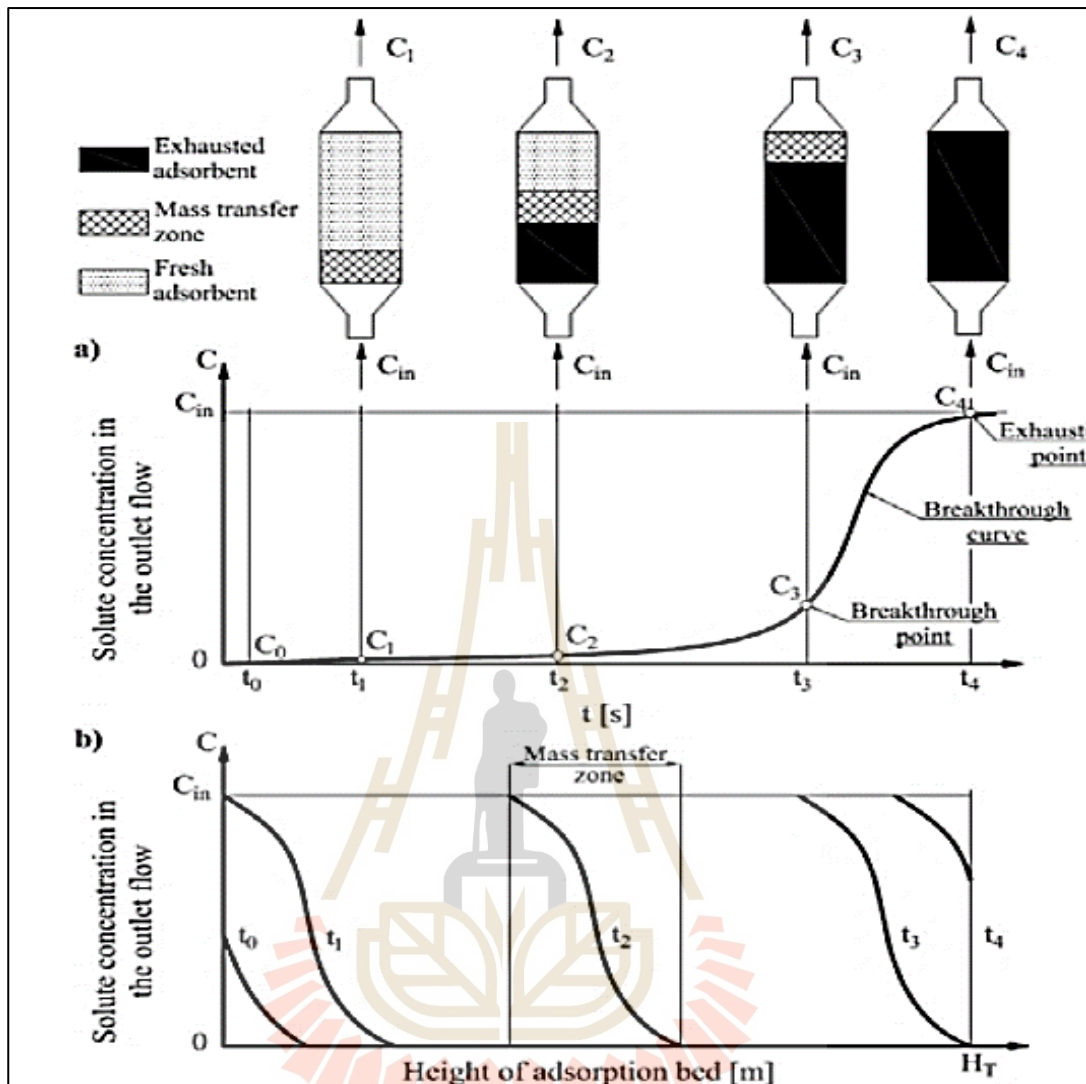 C1
C2
C3
C4
Exhausted
adsorbent
Mass transfer
zone
Fresh
adsorbent
a)
C
Cin
Cin
Cin
Cin
Cin
C4
Exhaust
point
Breakthrough
curve
C3
Breakthrough
point
Solute concentration in
the outlet flow
0
C0
C1
C2
t0
t1
t2
t3
t4
t [s]
b)
C
Mass transfer
zone
Cin
Solute concentration in
the outlet flow
t0
t1
t2
t3
t4
0
Height of adsorption bed [m]
HT